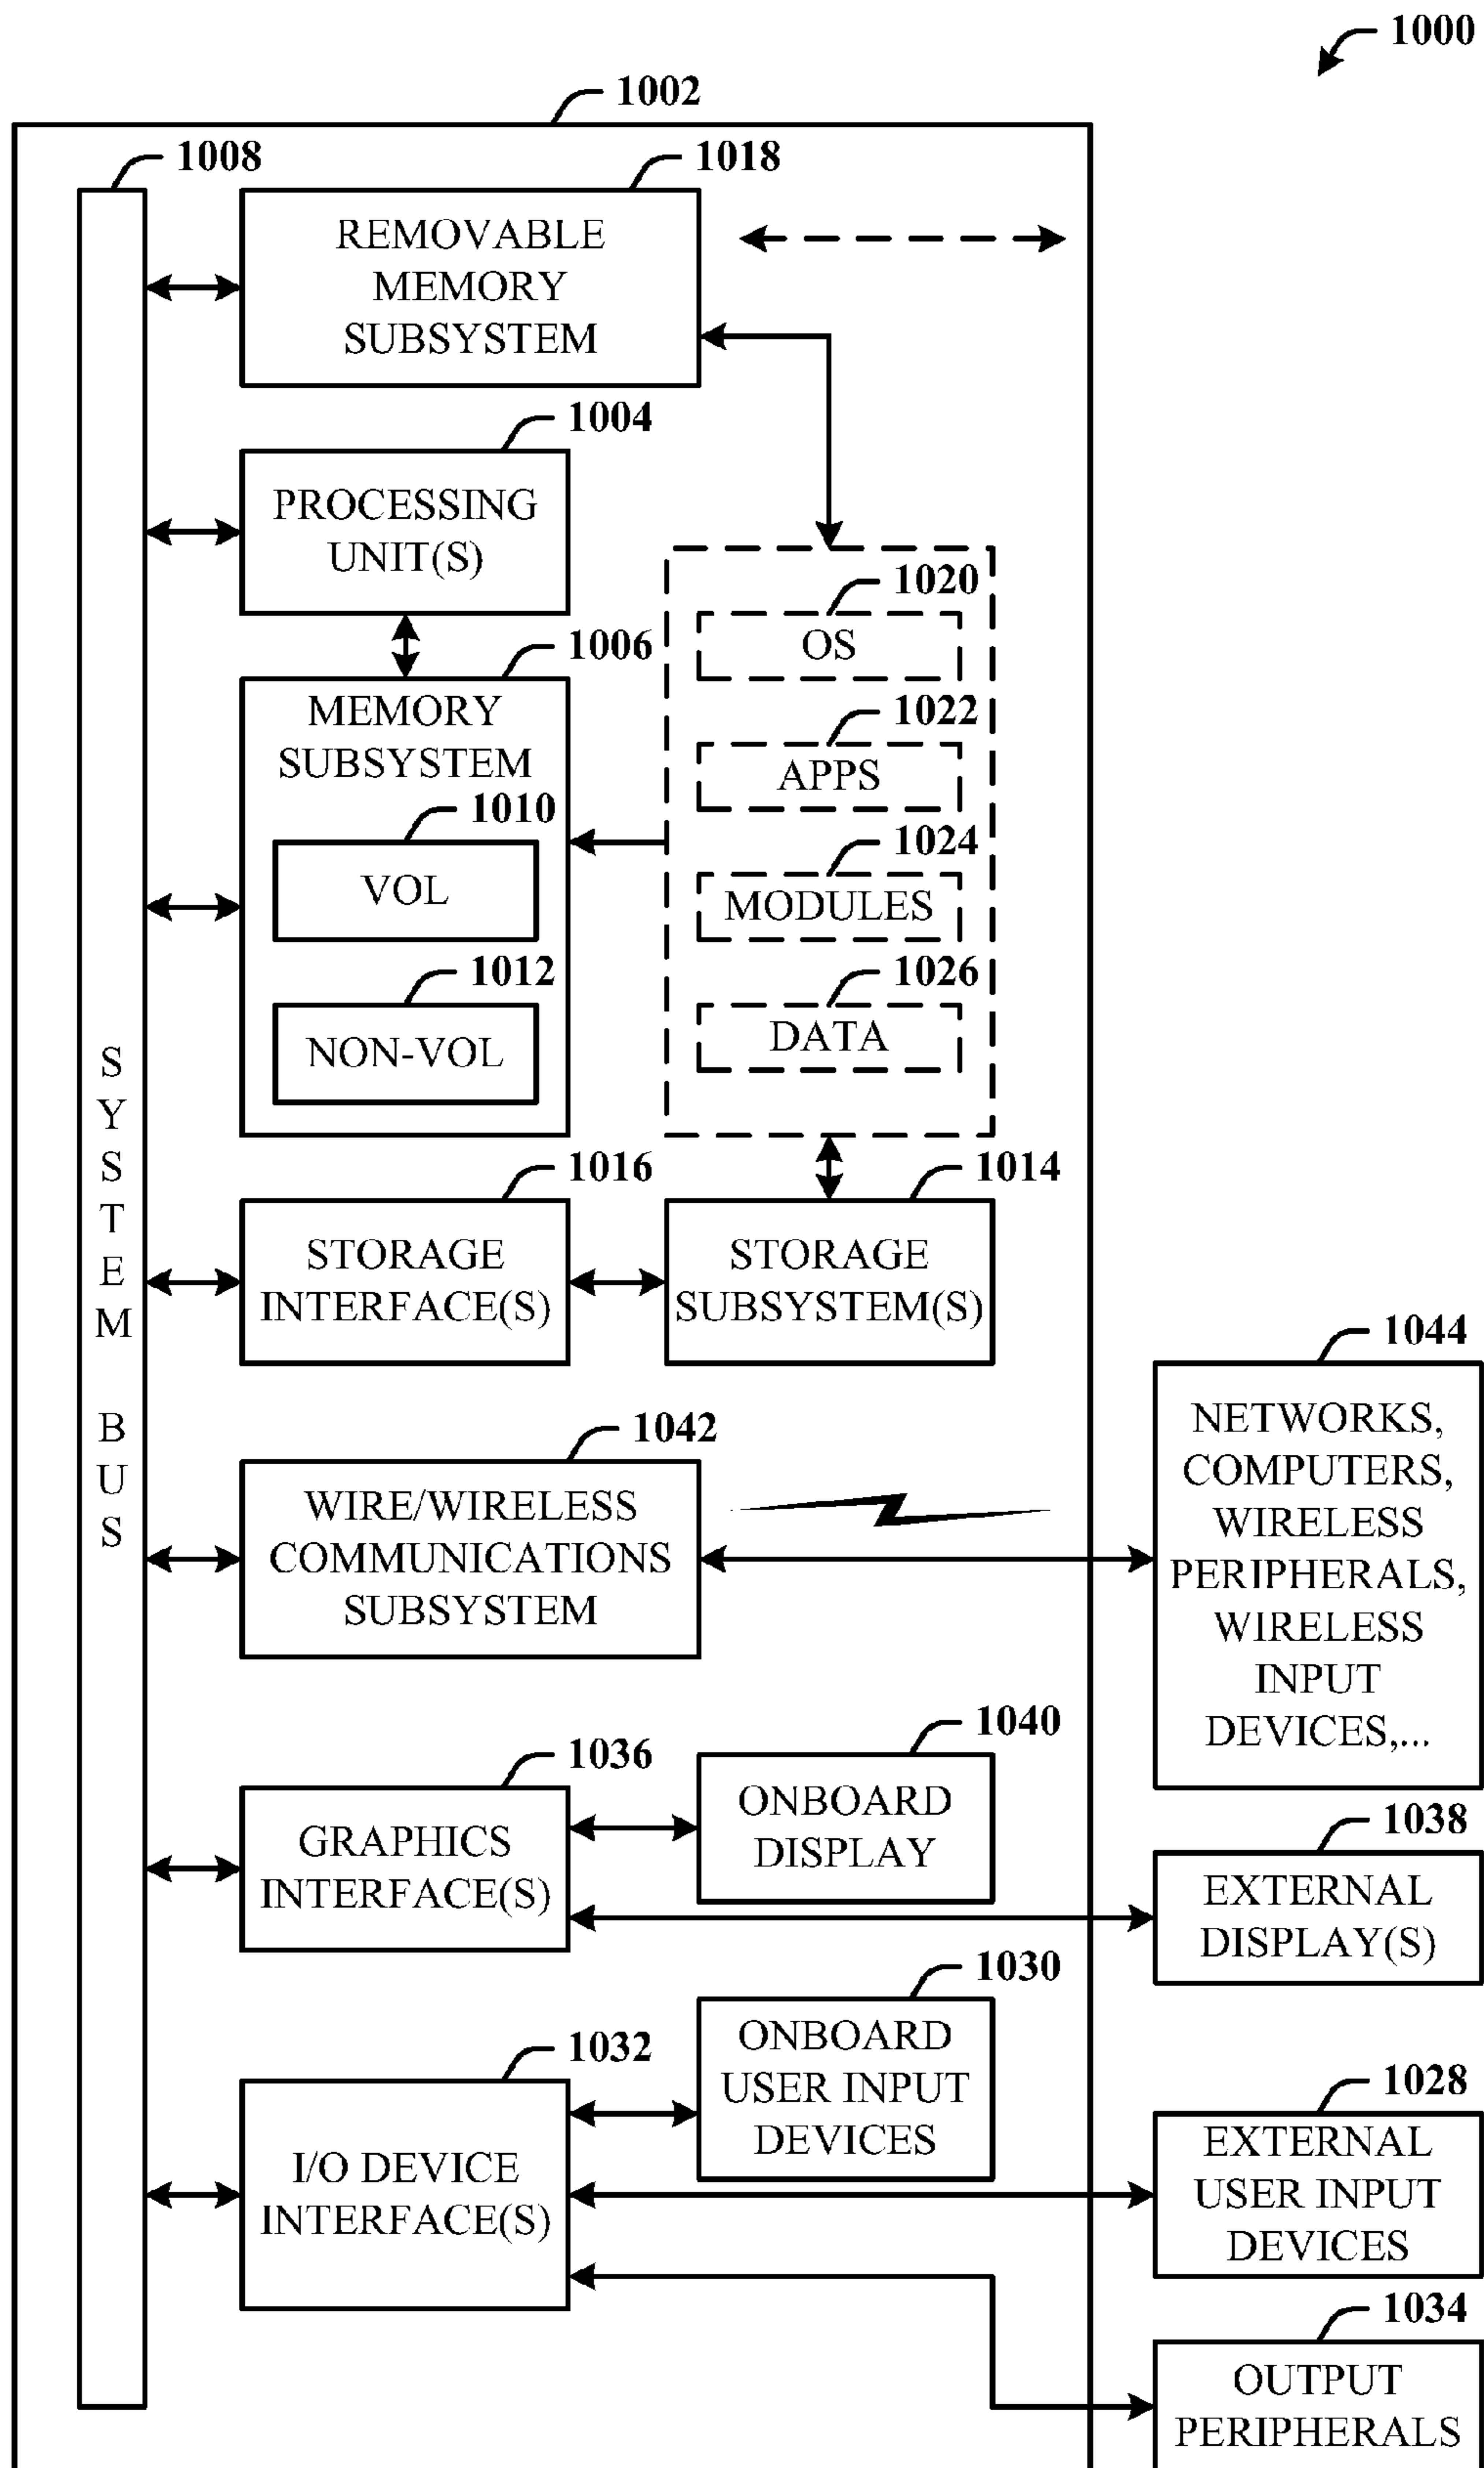 1000
1002
1008
1018
REMOVABLE
MEMORY
SUBSYSTEM
1004
PROCESSING
UNIT(S)
1006
MEMORY
SUBSYSTEM
1010
VOL
1012
NON-VOL
1020
OS
1022
APPS
1024
MODULES
1026
DATA
1016
STORAGE
INTERFACE(S)
1014
STORAGE
SUBSYSTEM(S)
SYSTEM BUS
1042
WIRE/WIRELESS
COMMUNICATIONS
SUBSYSTEM
1044
NETWORKS,
COMPUTERS,
WIRELESS
PERIPHERALS,
WIRELESS
INPUT
DEVICES,...
1036
GRAPHICS
INTERFACE(S)
1040
ONBOARD
DISPLAY
1038
EXTERNAL
DISPLAY(S)
1032
I/O DEVICE
INTERFACE(S)
1030
ONBOARD
USER INPUT
DEVICES
1028
EXTERNAL
USER INPUT
DEVICES
1034
OUTPUT
PERIPHERALS